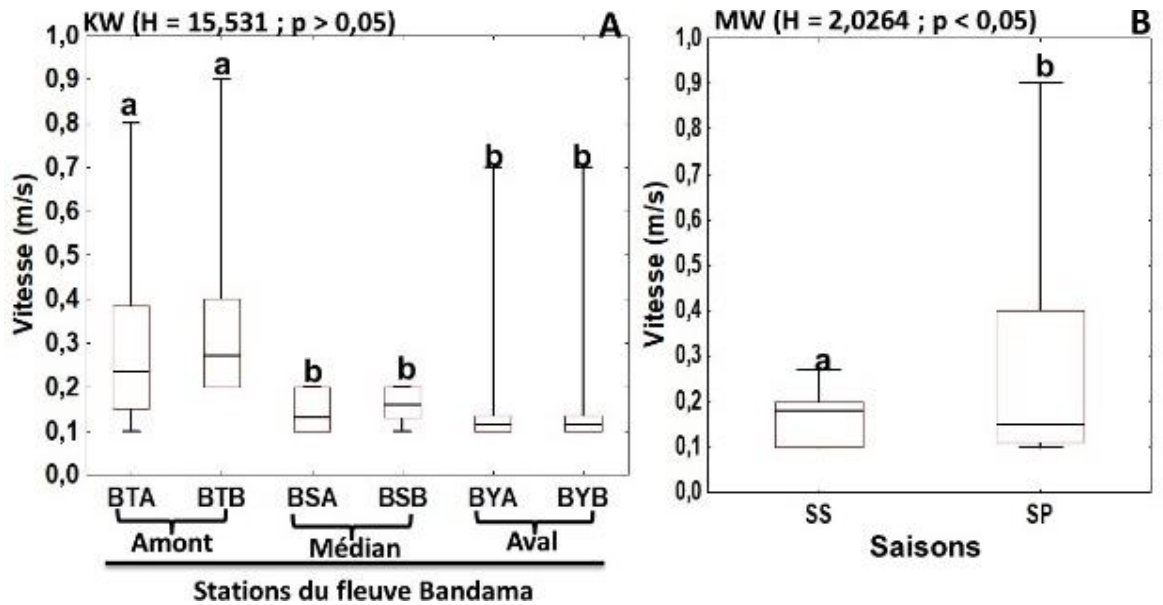 KW (H = 15,531 ; p > 0,05)
A
1,0
0,9
0,8
0,7
0,6
0,5
0,4
0,3
0,2
0,1
0,0
Vitesse (m/s)
a
a
b
b
b
b
BTA BTB BSA BSB BYA BYB
Amont Médian Aval
Stations du fleuve Bandama
MW (H = 2,0264 ; p < 0,05)
B
1,0
0,9
0,8
0,7
0,6
0,5
0,4
0,3
0,2
0,1
0,0
Vitesse (m/s)
a
b
SS SP
Saisons